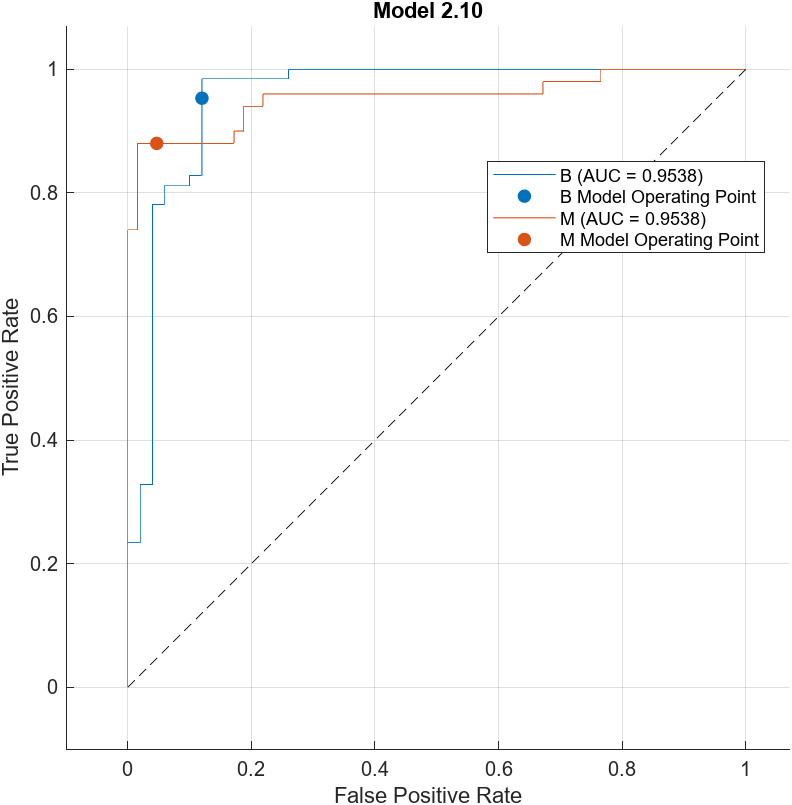 Model 2.10
1
0.8
0.6
0.4
0.2
0
True Positive Rate
B (AUC = 0.9538)
B Model Operating Point
M (AUC = 0.9538)
M Model Operating Point
0 0.2 0.4 0.6 0.8 1
False Positive Rate